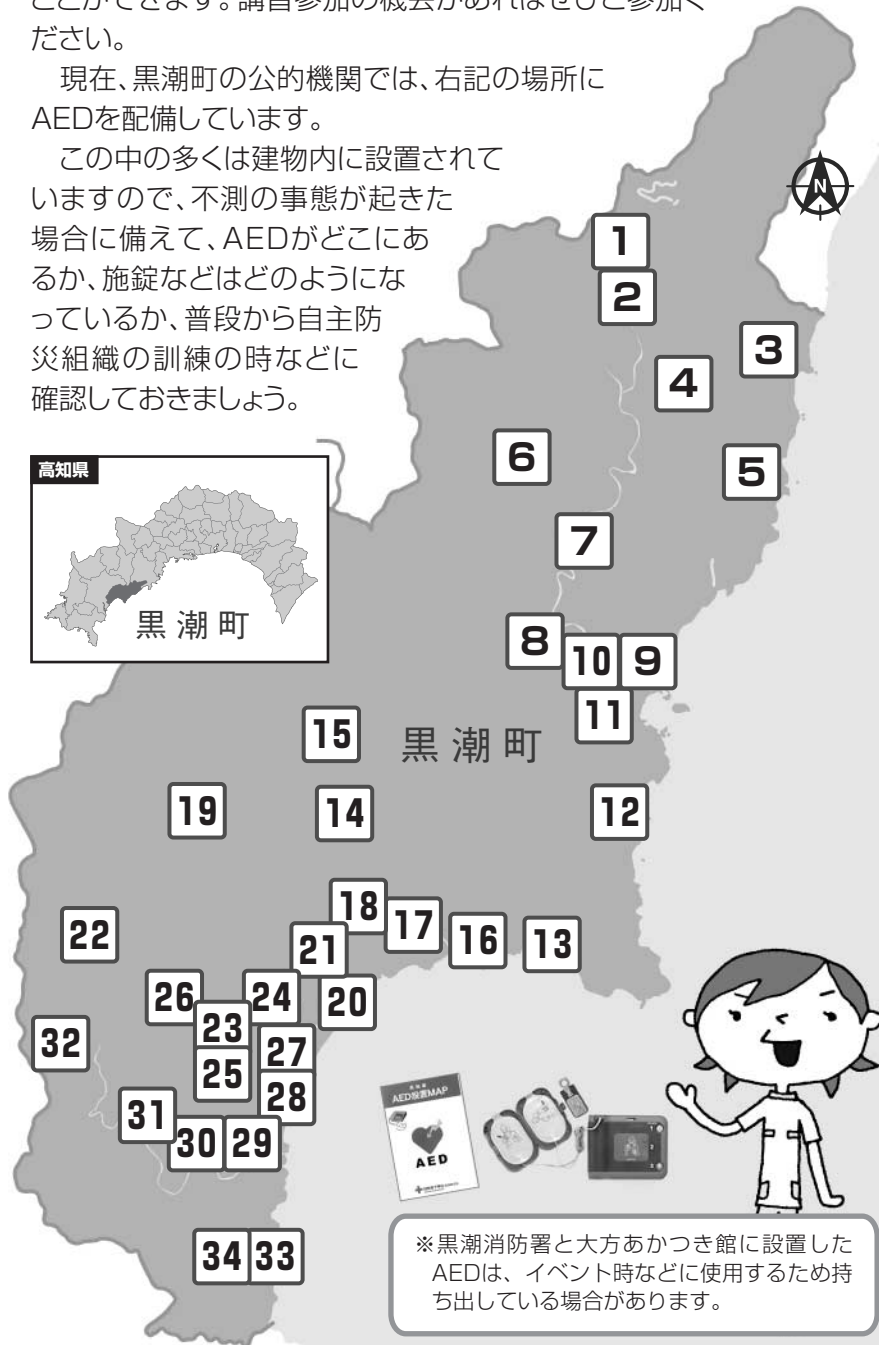 ことができます。講習参加の機会があればぜひご参加く
ださい。
　現在、黒潮町の公的機関では、右記の場所に
AEDを配備しています。
　この中の多くは建物内に設置されて
いますので、不測の事態が起きた
場合に備えて、AEDがどこにあ
るか、施錠などはどのようにな
っているか、普段から自主防
災組織の訓練の時などに
確認しておきましょう。
N
1
2
3
4
高知県
6
5
7
黒潮町
8
10 9
11
15
黒潮町
19
14
12
18
22
21
17
16
13
26
24
20
23
32
27
25
28
31
30 29
AED設置MAP
AED
34 33
※黒潮消防署と大方あかつき館に設置した
AEDは、イベント時などに使用するため持
ち出している場合があります。